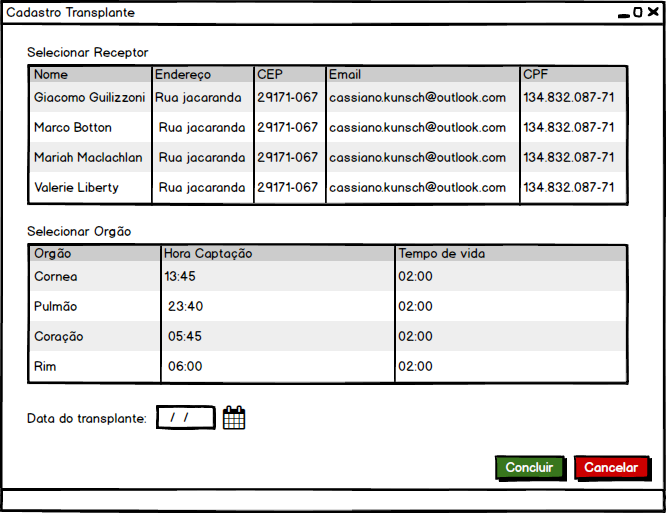 Cadastro Transplante
Selecionar Receptor
Nome Endereço CEP Email CPF
Giacomo Guilizzoni Rua jacaranda 29171-067 cassiano.kunsch@outlook.com 134.832.087-71
Marco Botton Rua jacaranda 29171-067 cassiano.kunsch@outlook.com 134.832.087-71
Mariah Maclachlan Rua jacaranda 29171-067 cassiano.kunsch@outlook.com 134.832.087-71
Valerie Liberty Rua jacaranda 29171-067 cassiano.kunsch@outlook.com 134.832.087-71
Selecionar Orgão
Orgão Hora Captação Tempo de vida
Cornea 13:45 02:00
Pulmão 23:40 02:00
Coração 05:45 02:00
Rim 06:00 02:00
Data do transplante: / /
Concluir Cancelar